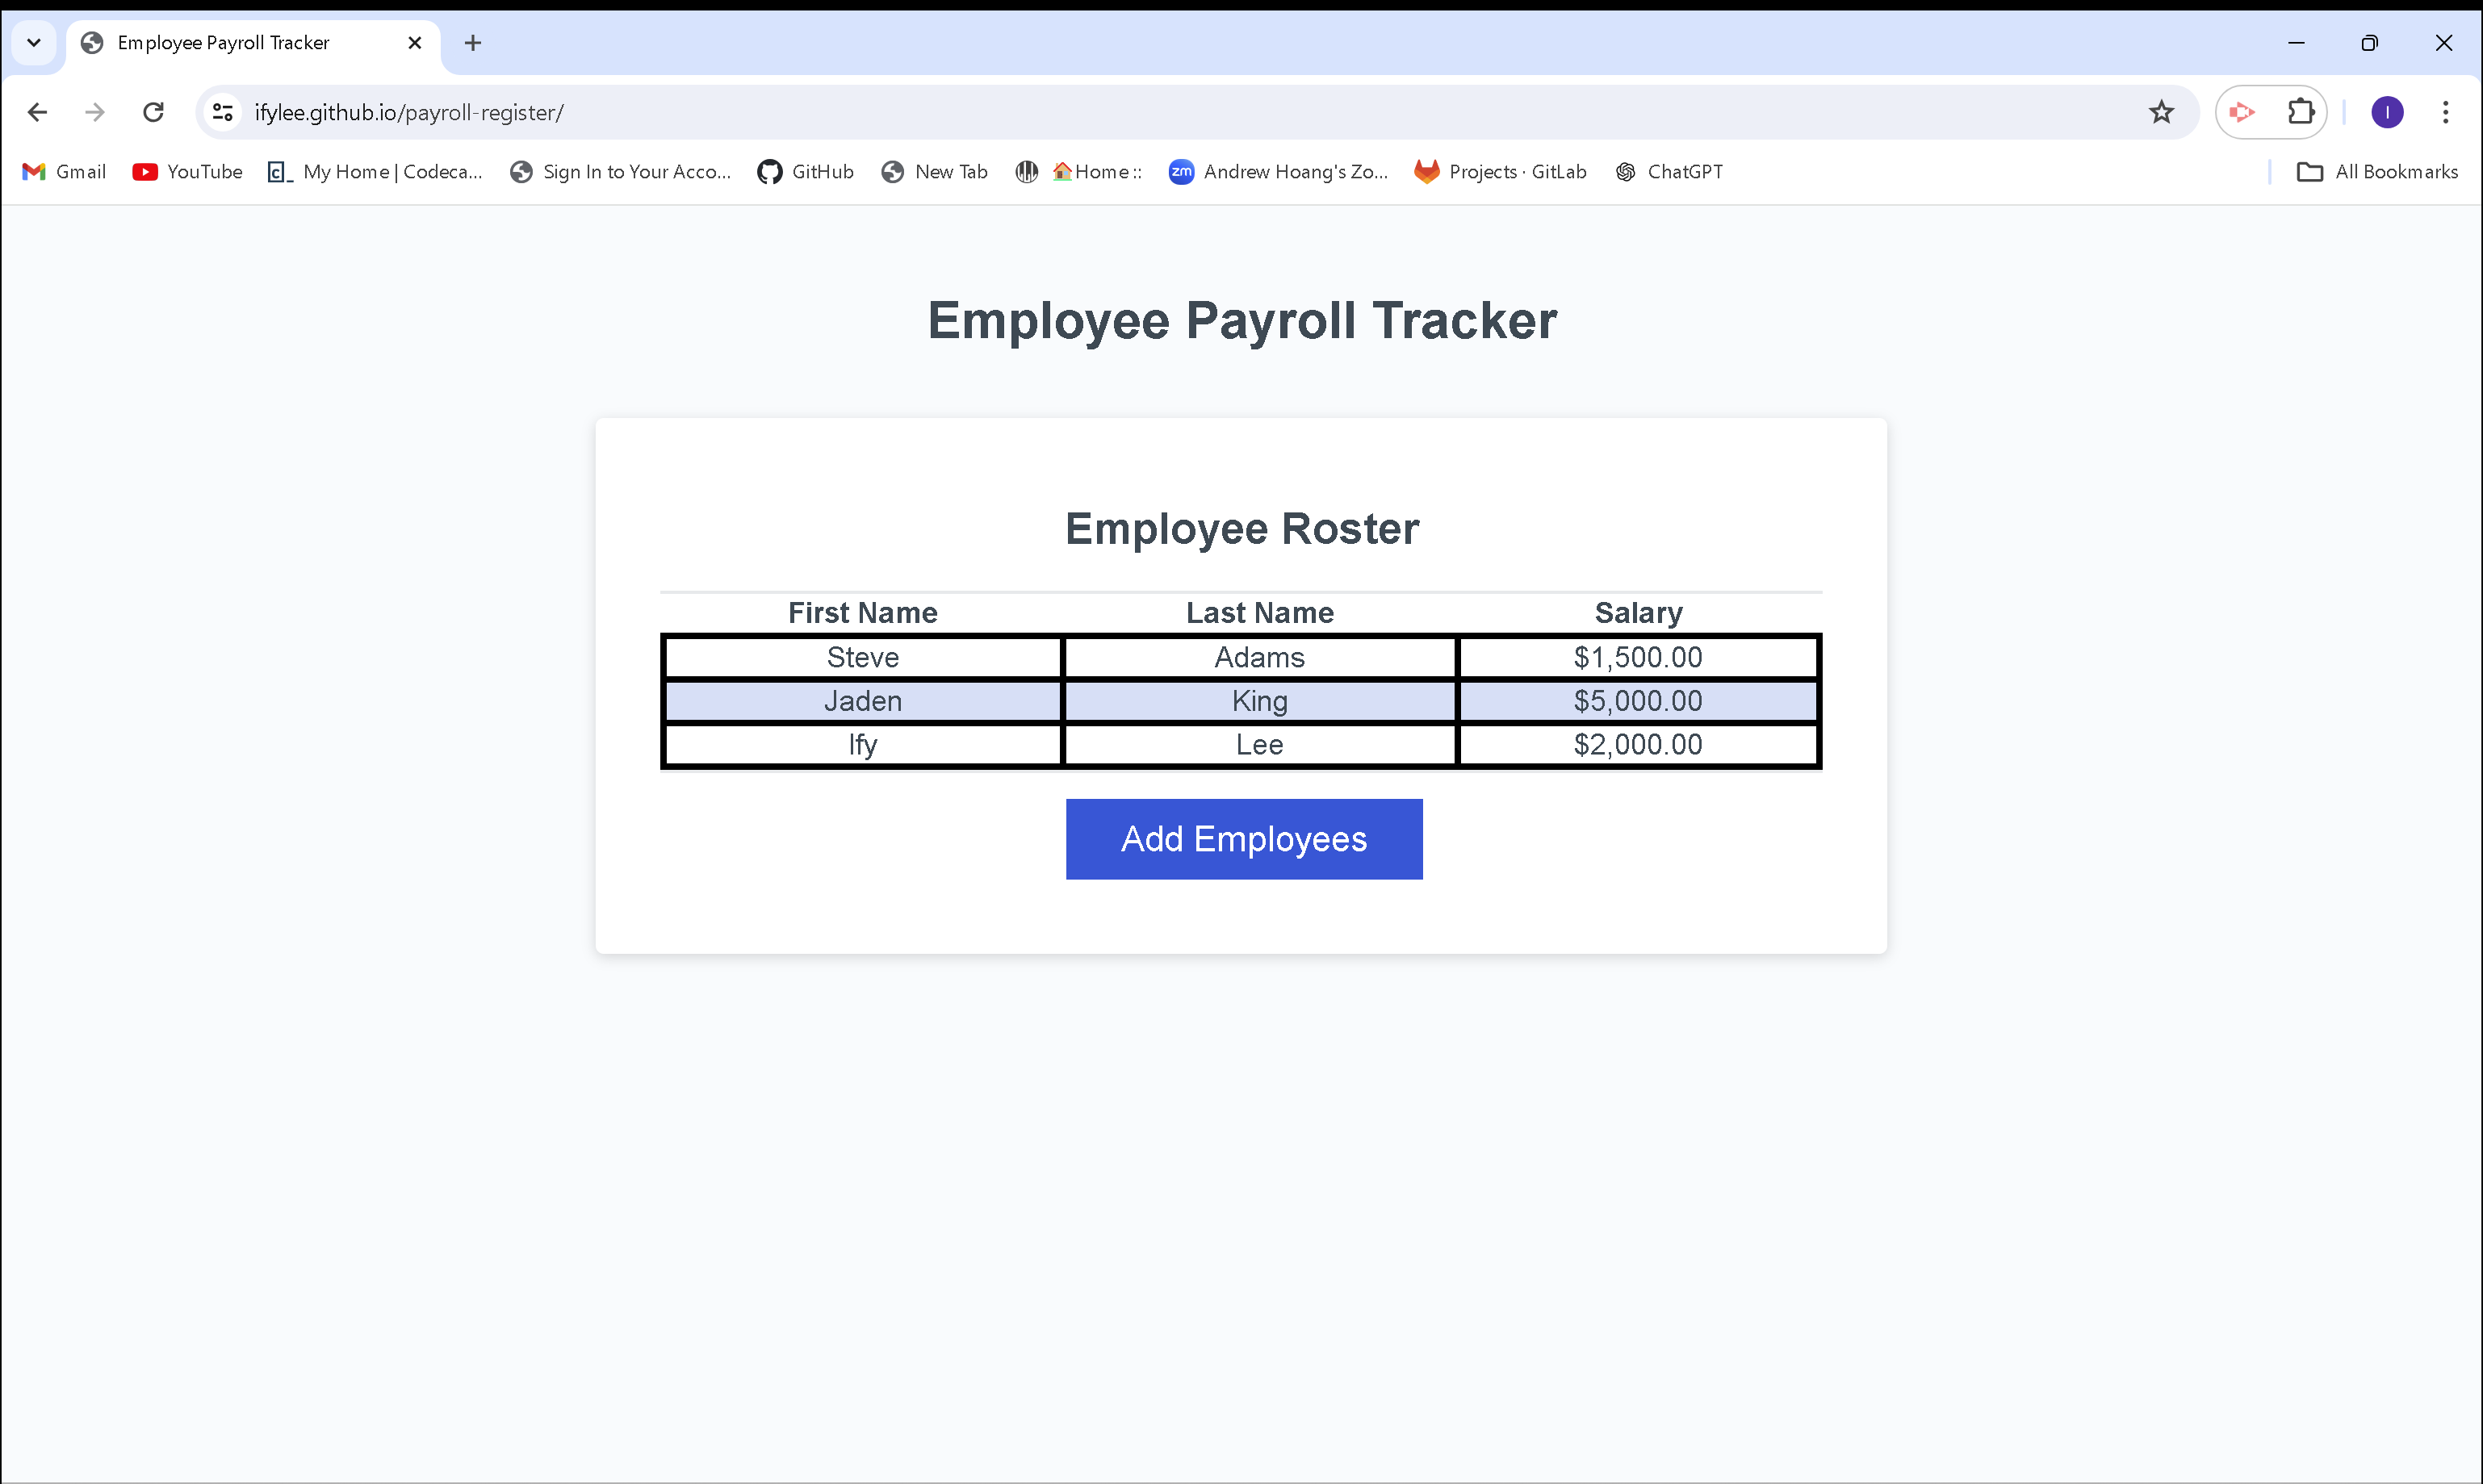 Employee Payroll Tracker
ifylee.github.io/payroll-register/
I
Gmail YouTube My Home | Codeca... Sign In to Your Acco... GitHub New Tab Home :: zm Andrew Hoang's Zo... Projects · GitLab ChatGPT All Bookmarks
Employee Payroll Tracker
Employee Roster
First Name Last Name Salary
Steve Adams $1,500.00
Jaden King $5,000.00
Ify Lee $2,000.00
Add Employees